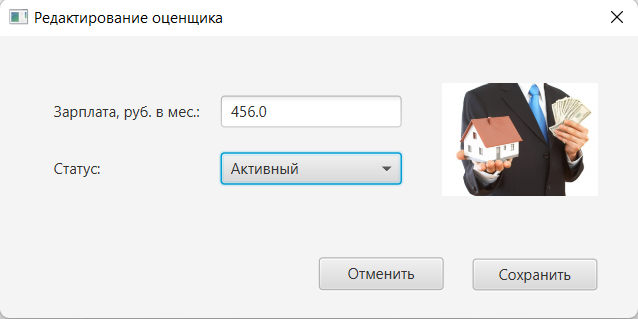 Редактирование оценщика
Зарплата, руб. в мес.: 456.0
Статус: Активный
Отменить Сохранить